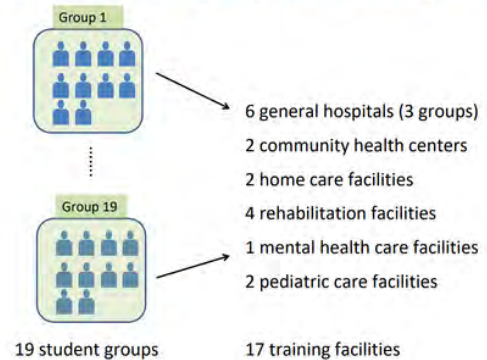 Group 1
6 general hospitals (3 groups)
2 community health centers
2 home care facilities
4 rehabilitation facilities
Group 19
1 mental health care facilities
2 pediatric care facilities
19 student groups
17 training facilities